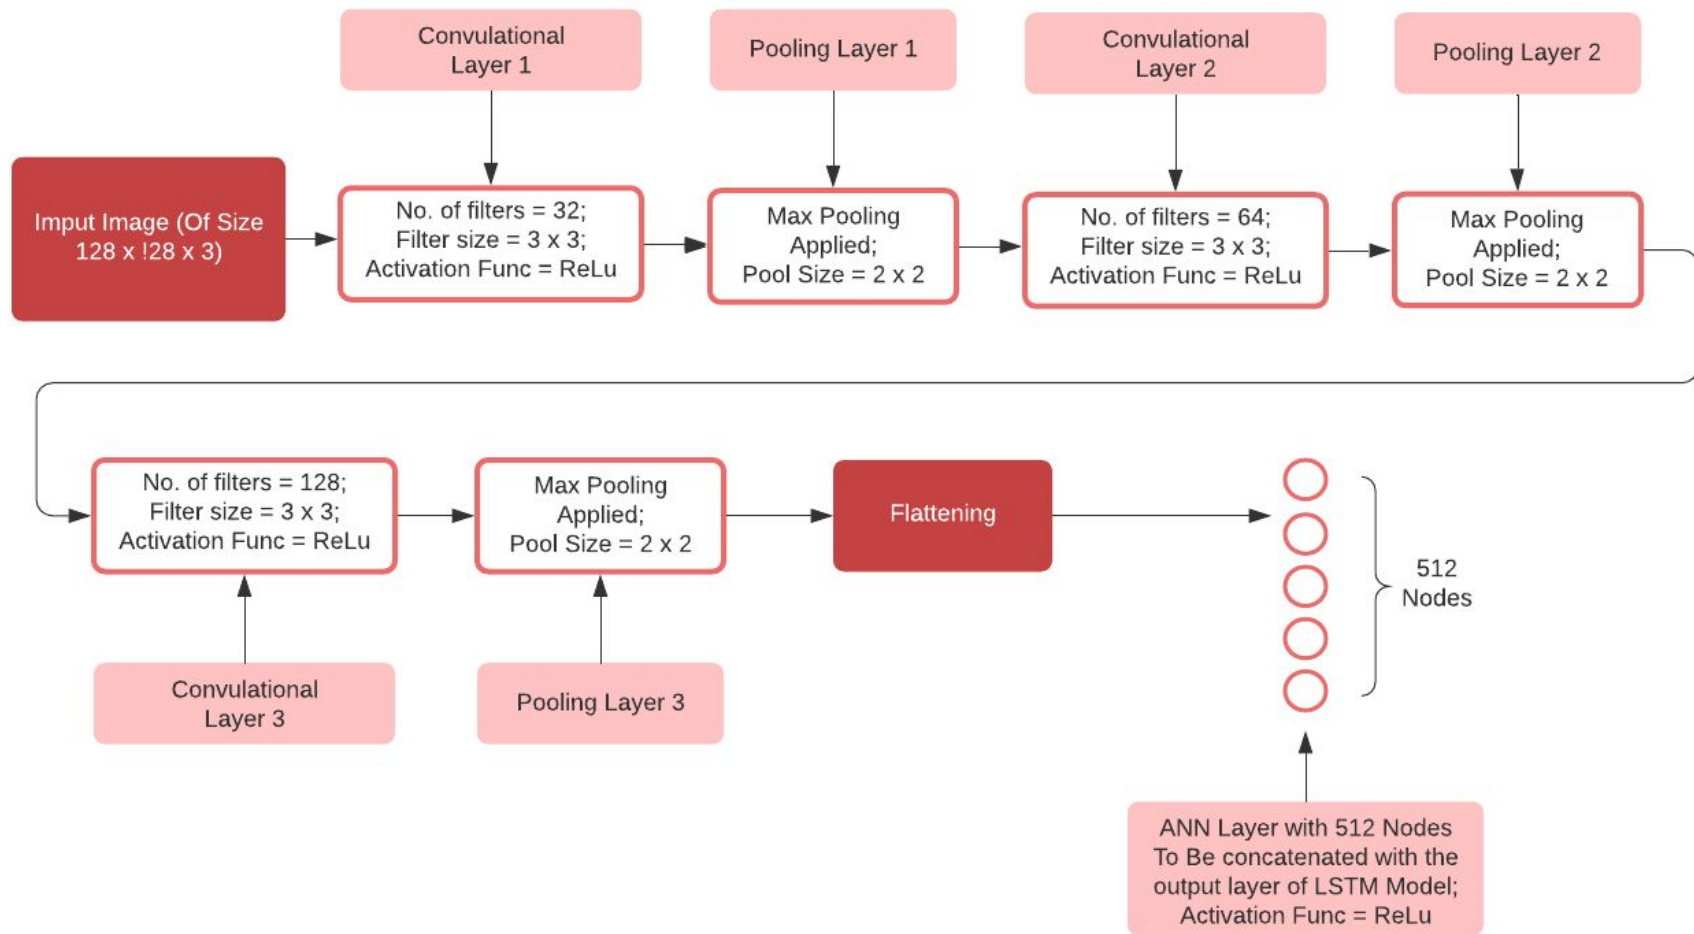 Convulational
Layer 1
Pooling Layer 1
Convulational
Layer 2
Pooling Layer 2
Imput Image (Of Size
128 x !28 x 3)
No. of filters = 32;
Filter size = 3 x 3;
Activation Func = ReLu
Max Pooling
Applied;
Pool Size = 2 x 2
No. of filters = 64;
Filter size = 3 x 3;
Activation Func = ReLu
Max Pooling
Applied;
Pool Size = 2 x 2
No. of filters = 128;
Filter size = 3 x 3;
Activation Func = ReLu
Max Pooling
Applied;
Pool Size = 2 x 2
Flattening
512
Nodes
Convulational
Layer 3
Pooling Layer 3
ANN Layer with 512 Nodes
To Be concatenated with the
output layer of LSTM Model;
Activation Func = ReLu